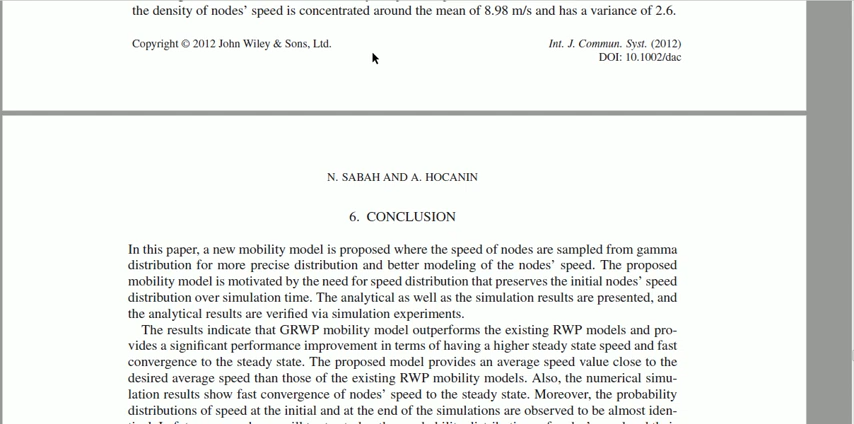 the density of nodes' speed is concentrated around the mean of 8.98 m/s and has a variance of 2.6.
Copyright © 2012 John Wiley & Sons, Ltd.
Int. J. Commun. Syst. (2012)
DOI: 10.1002/dac
N. SABAH AND A. HOCANIN
6. CONCLUSION
In this paper, a new mobility model is proposed where the speed of nodes are sampled from gamma
distribution for more precise distribution and better modeling of the nodes' speed. The proposed
mobility model is motivated by the need for speed distribution that preserves the initial nodes' speed
distribution over simulation time. The analytical as well as the simulation results are presented, and
the analytical results are verified via simulation experiments.
The results indicate that GRWP mobility model outperforms the existing RWP models and pro-
vides a significant performance improvement in terms of having a higher steady state speed and fast
convergence to the steady state. The proposed model provides an average speed value close to the
desired average speed than those of the existing RWP mobility models. Also, the numerical simu-
lation results show fast convergence of nodes' speed to the steady state. Moreover, the probability
distributions of speed at the initial and at the end of the simulations are observed to be almost iden-